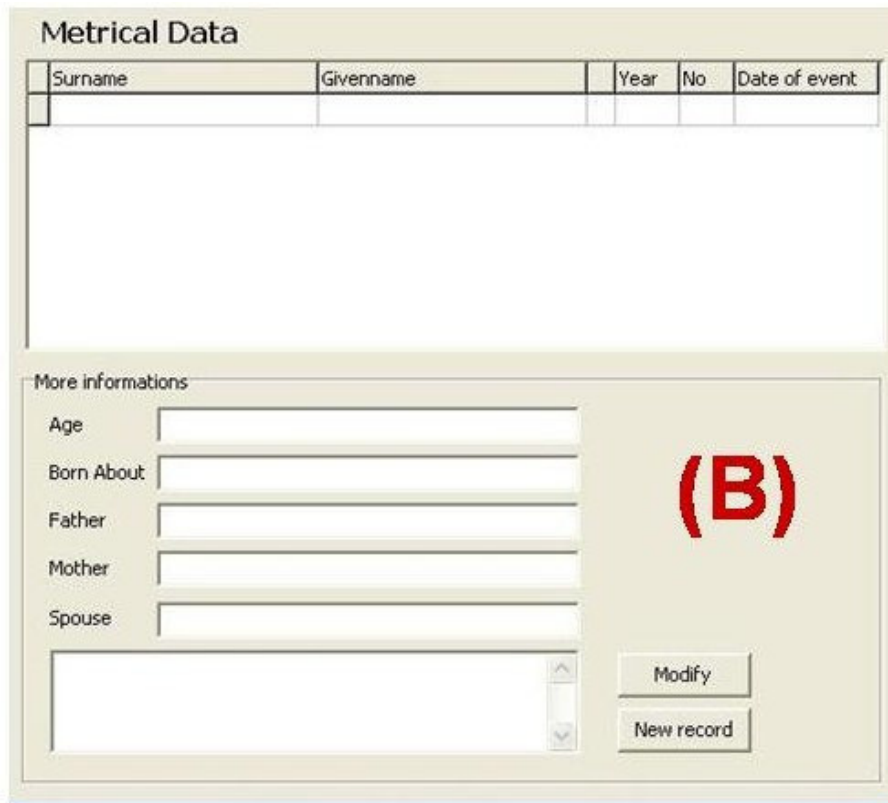 Metrical Data
Surname Givenname Year No Date of event
More informations
Age
Born About
(B)
Father
Mother
Spouse
Modify
New record